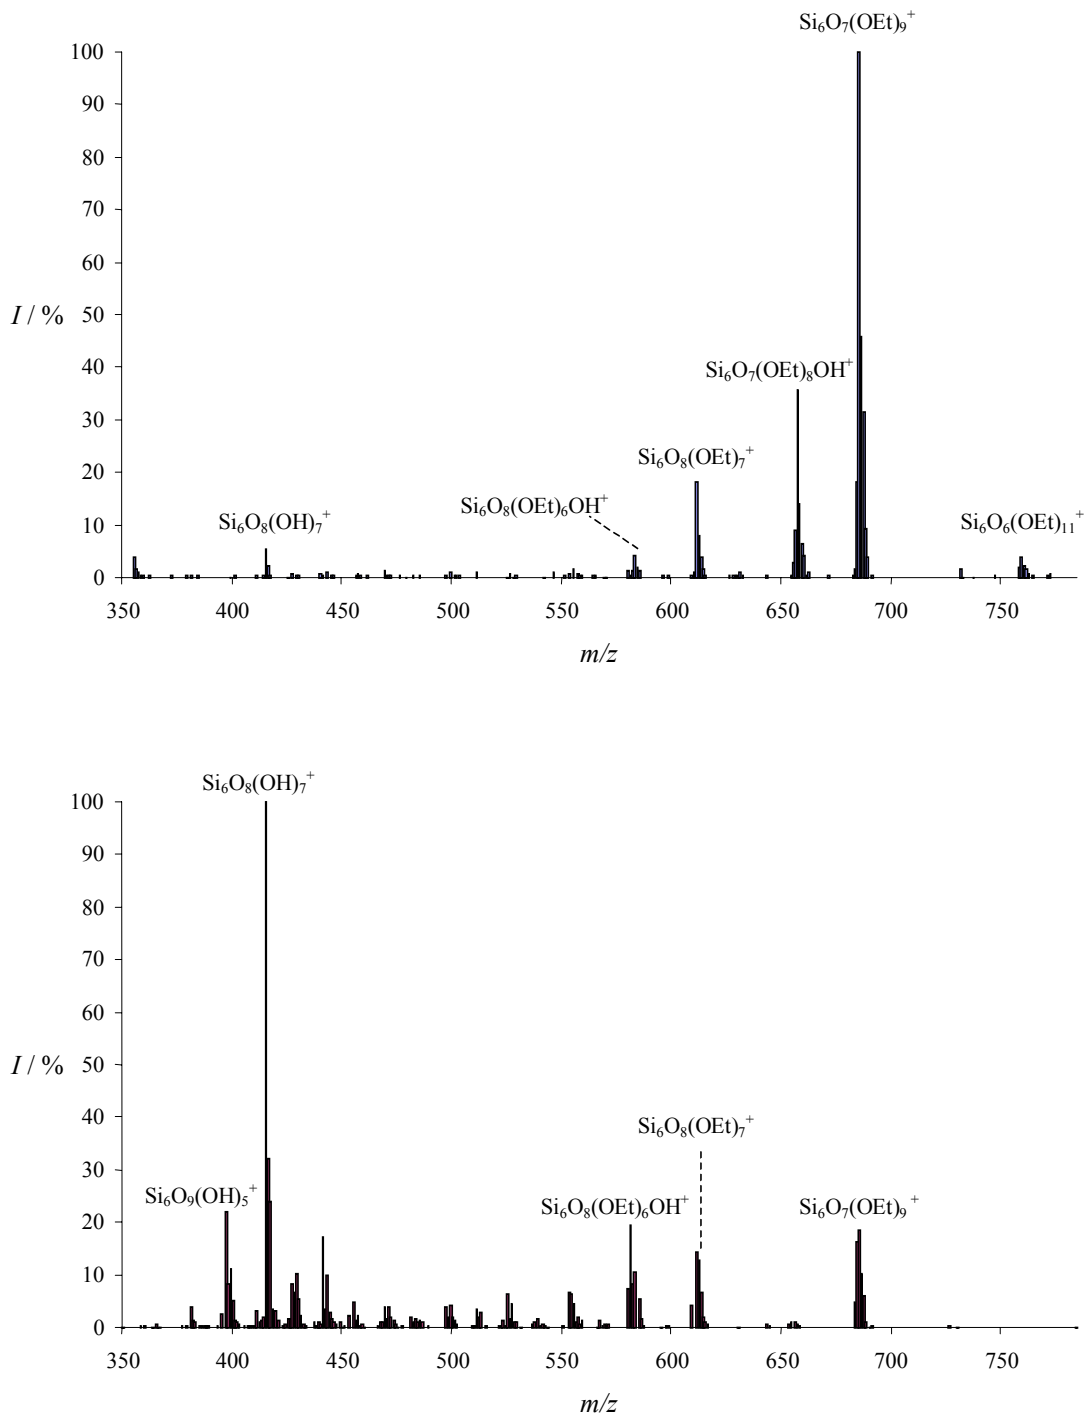 Si₆O₇(OEt)₉⁺
100
90
80
70
60
50
I / %
40
Si₆O₇(OEt)₈OH⁺
30
Si₆O₈(OEt)₇⁺
20
Si₆O₈(OEt)₆OH⁺
Si₆O₈(OH)₇⁺
Si₆O₆(OEt)₁₁⁺
10
0
350 400 450 500 550 600 650 700 750
m/z
Si₆O₈(OH)₇⁺
100
90
80
70
60
50
I / %
40
Si₆O₈(OEt)₇⁺
30
Si₆O₉(OH)₅⁺
Si₆O₈(OEt)₆OH⁺
Si₆O₇(OEt)₉⁺
20
10
0
350 400 450 500 550 600 650 700 750
m/z